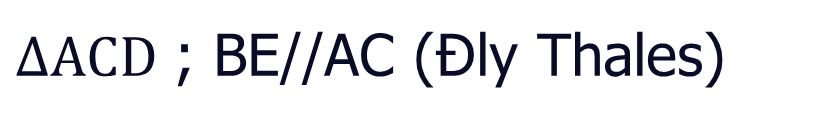 ΔACD ; BE//AC (Đly Thales)